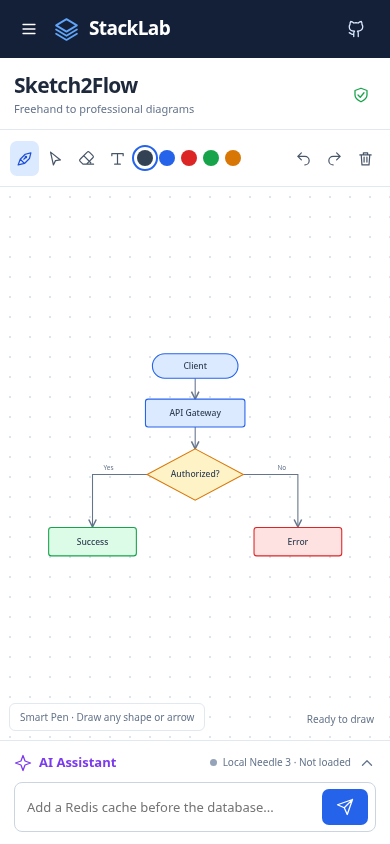 StackLab
Sketch2Flow
Freehand to professional diagrams
Client
API Gateway
Authorized?
Yes
No
Success
Error
Smart Pen · Draw any shape or arrow
Ready to draw
AI Assistant
Local Needle 3 · Not loaded
Add a Redis cache before the database...